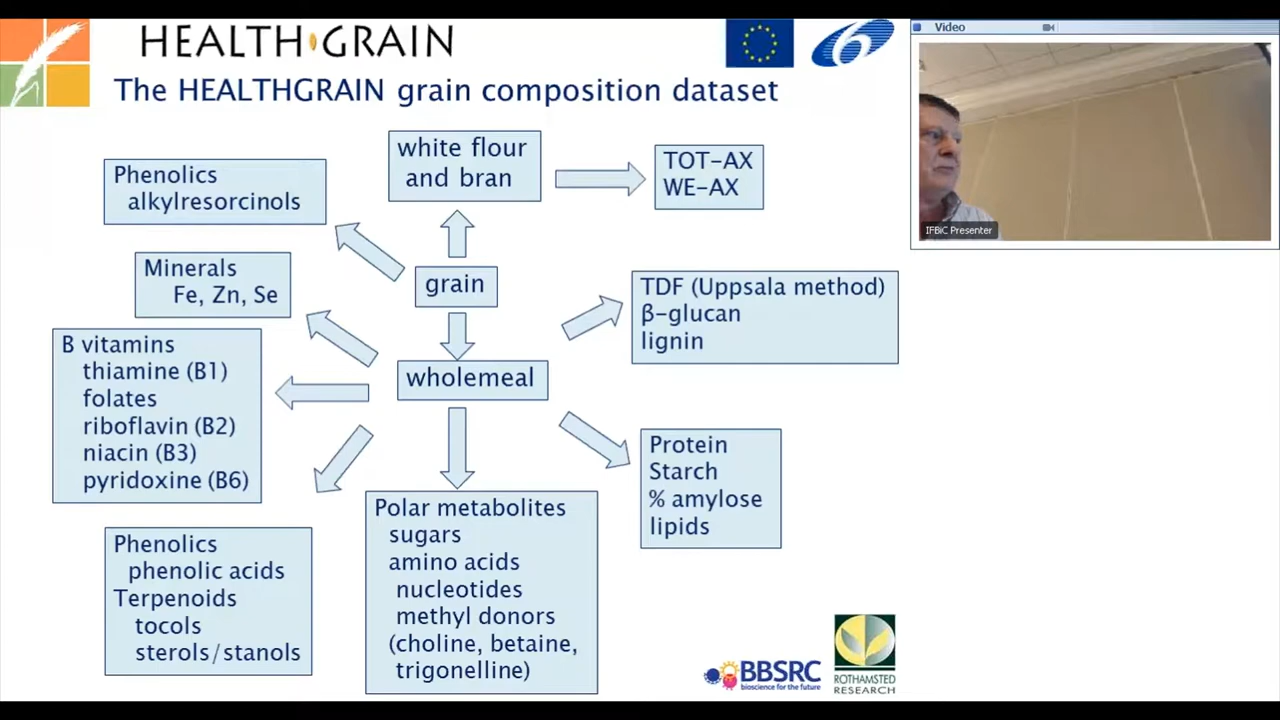 HEALTH GRAIN
6
The HEALTHGRAIN grain composition dataset
Video
IFBiC Presenter
white flour
and bran
TOT-AX
WE-AX
Phenolics
alkylresorcinols
Minerals
Fe, Zn, Se
grain
TDF (Uppsala method)
β-glucan
lignin
B vitamins
thiamine (B1)
folates
riboflavin (B2)
niacin (B3)
pyridoxine (B6)
wholemeal
Protein
Starch
% amylose
lipids
Phenolics
phenolic acids
Terpenoids
tocols
sterols/stanols
Polar metabolites
sugars
amino acids
nucleotides
methyl donors
(choline, betaine,
trigonelline)
BBSRC
bioscience for the future
ROTHAMSTED
RESEARCH